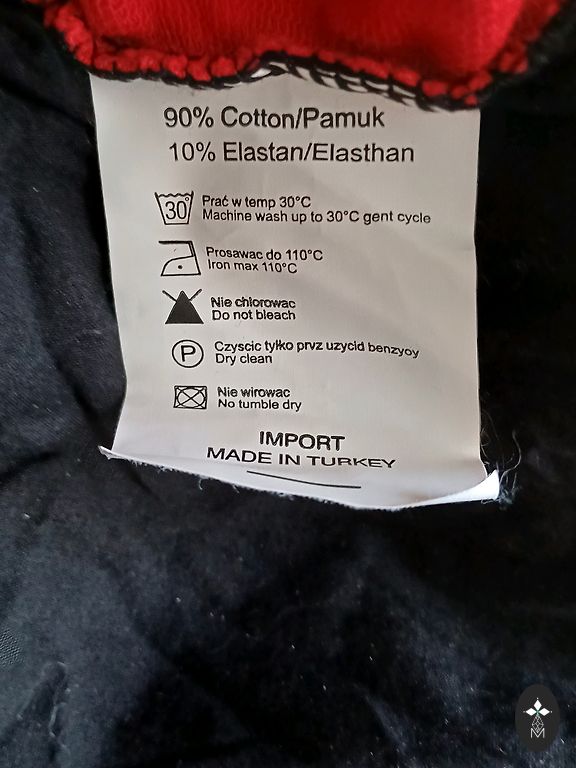 90% Cotton/Pamuk
10% Elastan/Elasthan
30° Prać w temp 30°C
Machine wash up to 30°C gent cycle
Prosawac do 110°C
Iron max 110°C
Nie chlorowac
Do not bleach
P Czyscic tylko prvz uzycid benzyoy
Dry clean
Nie wirowac
No tumble dry
IMPORT
MADE IN TURKEY
M